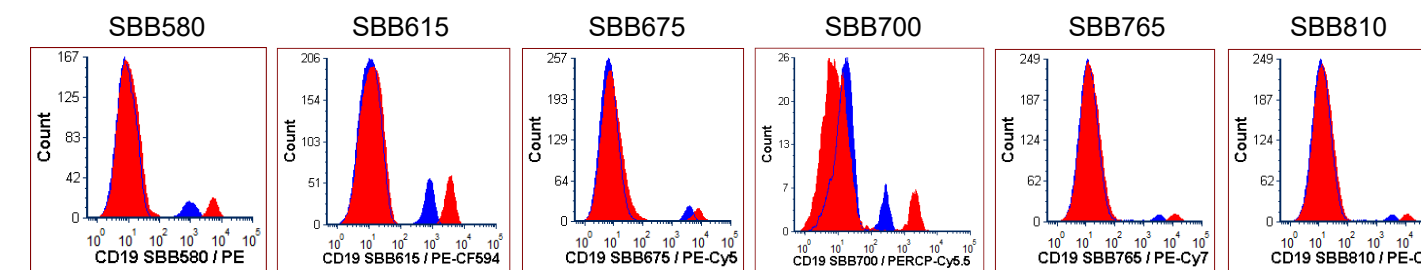 SBB580
SBB615
SBB675
SBB700
SBB765
SBB810
167
125
83
42
0
Count
10^0 10^1 10^2 10^3 10^4 10^5
CD19 SBB580 / PE
206
154
103
51
0
Count
10^0 10^1 10^2 10^3 10^4 10^5
CD19 SBB615 / PE-CF594
257
193
129
64
0
Count
10^0 10^1 10^2 10^3 10^4 10^5
CD19 SBB675 / PE-Cy5
26
20
13
7
0
Count
10^0 10^1 10^2 10^3 10^4 10^5
CD19 SBB700 / PERCP-Cy5.5
249
187
124
62
0
Count
10^0 10^1 10^2 10^3 10^4 10^5
CD19 SBB765 / PE-Cy7
249
187
124
62
0
Count
10^0 10^1 10^2 10^3 10^4
CD19 SBB810 / PE-C